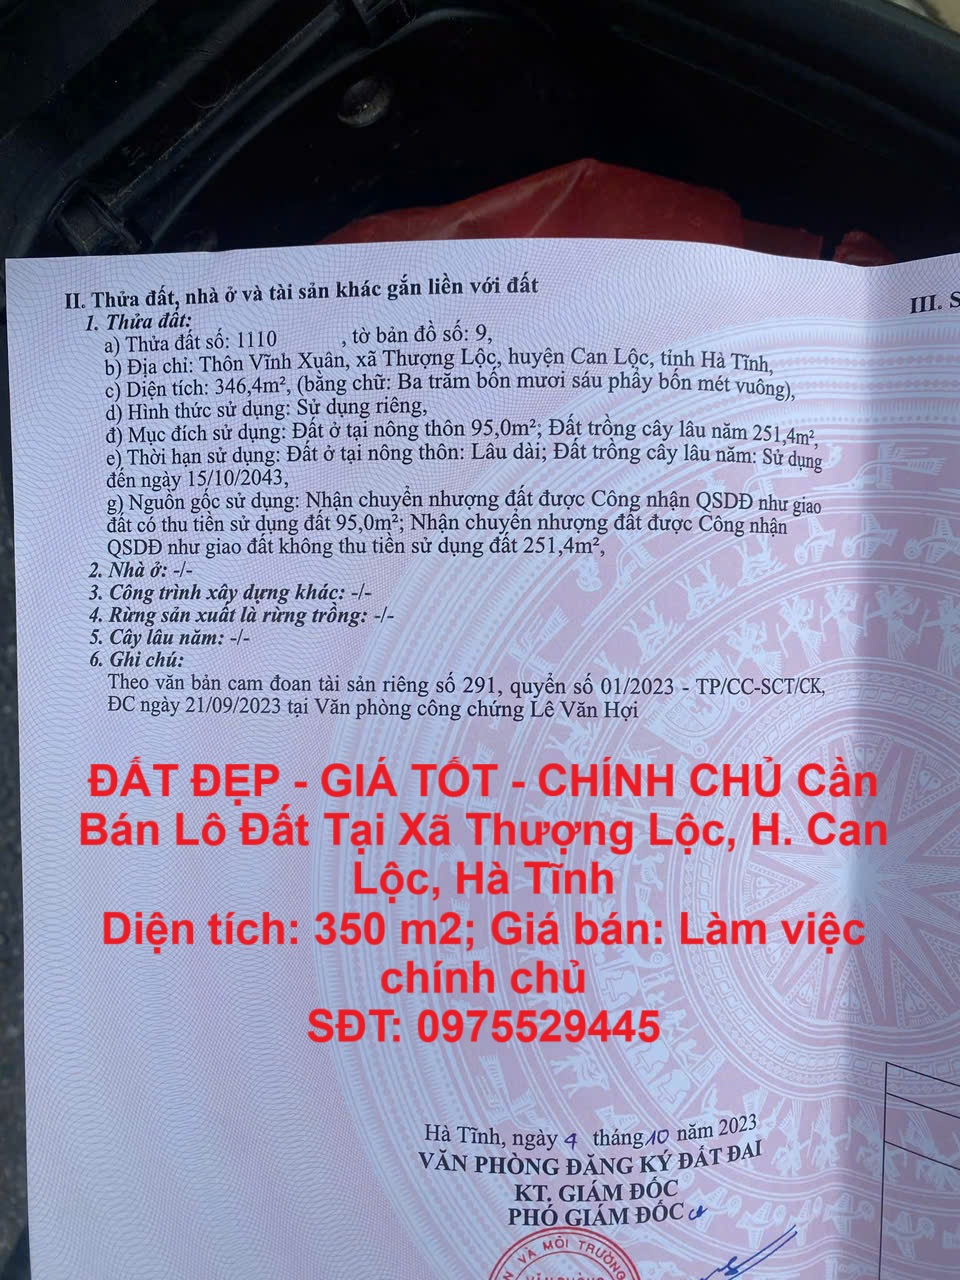 II. Thửa đất, nhà ở và tài sản khác gắn liền với đất
III. S
1. Thửa đất:
a) Thửa đất số: 1110 , tờ bản đồ số: 9,
b) Địa chỉ: Thôn Vĩnh Xuân, xã Thượng Lộc, huyện Can Lộc, tỉnh Hà Tĩnh,
c) Diện tích: 346,4m², (bằng chữ: Ba trăm bốn mươi sáu phẩy bốn mét vuông),
d) Hình thức sử dụng: Sử dụng riêng,
đ) Mục đích sử dụng: Đất ở tại nông thôn 95,0m²; Đất trồng cây lâu năm 251,4m²,
e) Thời hạn sử dụng: Đất ở tại nông thôn: Lâu dài; Đất trồng cây lâu năm: Sử dụng
đến ngày 15/10/2043,
g) Nguồn gốc sử dụng: Nhận chuyển nhượng đất được Công nhận QSDĐ như giao
đất có thu tiền sử dụng đất 95,0m²; Nhận chuyển nhượng đất được Công nhận
QSDĐ như giao đất không thu tiền sử dụng đất 251,4m²,
2. Nhà ở: -/-
3. Công trình xây dựng khác: -/-
4. Rừng sản xuất là rừng trồng: -/-
5. Cây lâu năm: -/-
6. Ghi chú:
Theo văn bản cam đoan tài sản riêng số 291, quyển số 01/2023 - TP/CC-SCT/CK,
ĐC ngày 21/09/2023 tại Văn phòng công chứng Lê Văn Hợi
ĐẤT ĐẸP - GIÁ TỐT - CHÍNH CHỦ Cần
Bán Lô Đất Tại Xã Thượng Lộc, H. Can
Lộc, Hà Tĩnh
Diện tích: 350 m2; Giá bán: Làm việc
chính chủ
SĐT: 0975529445
Hà Tĩnh, ngày 4 tháng 10 năm 2023
VĂN PHÒNG ĐĂNG KÝ ĐẤT ĐAI
KT. GIÁM ĐỐC
PHÓ GIÁM ĐỐC
VÀ MÔI TRƯỜNG
VĂN PHÒNG